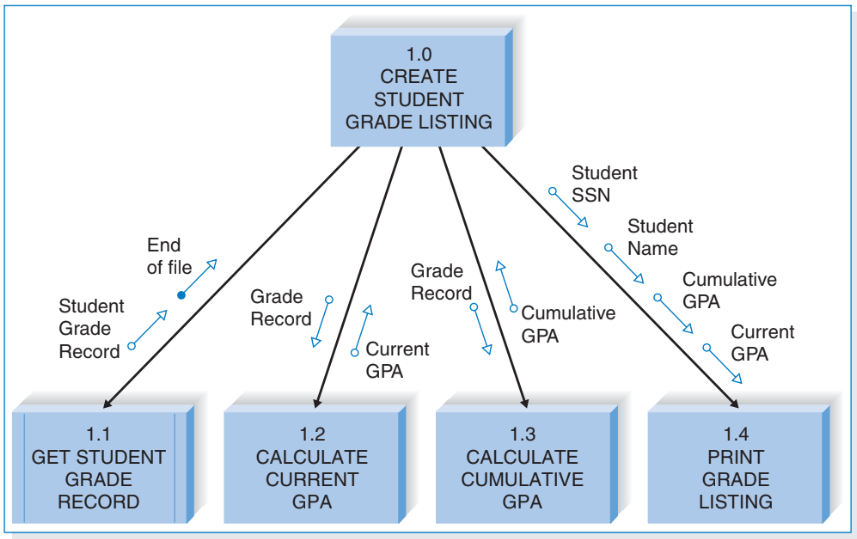 1.0
CREATE
STUDENT
GRADE LISTING
Student
SSN
Student
Name
Cumulative
GPA
Current
GPA
End
of file
Student
Grade
Record
Grade
Record
Current
GPA
Grade
Record
Cumulative
GPA
1.1
GET STUDENT
GRADE
RECORD
1.2
CALCULATE
CURRENT
GPA
1.3
CALCULATE
CUMULATIVE
GPA
1.4
PRINT
GRADE
LISTING